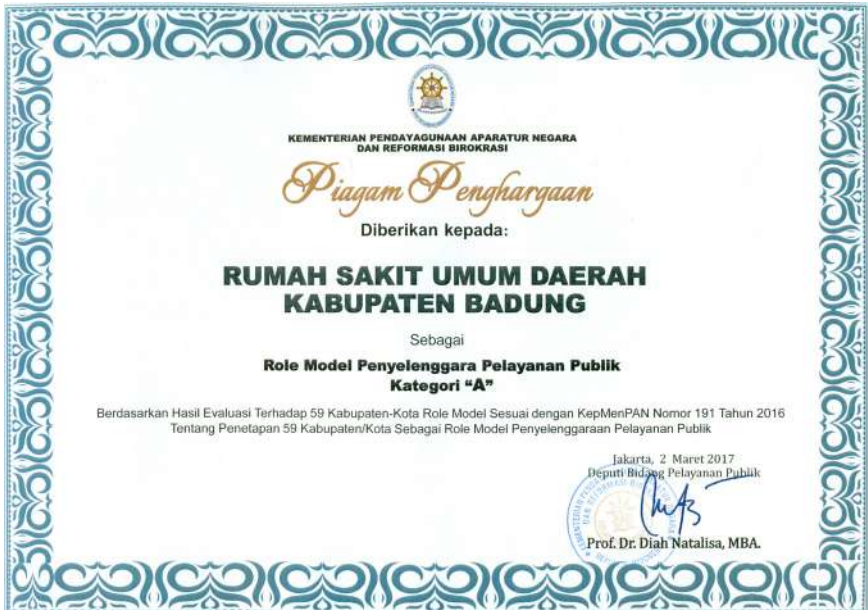 KEMENTERIAN PENDAYAGUNAAN APARATUR NEGARA
DAN REFORMASI BIROKRASI
Piagam Penghargaan
Diberikan kepada:
RUMAH SAKIT UMUM DAERAH
KABUPATEN BADUNG
Sebagai
Role Model Penyelenggara Pelayanan Publik
Kategori “A”
Berdasarkan Hasil Evaluasi Terhadap 59 Kabupaten-Kota Role Model Sesuai dengan KepMenPAN Nomor 191 Tahun 2016
Tentang Penetapan 59 Kabupaten/Kota Sebagai Role Model Penyelenggaraan Pelayanan Publik
Jakarta, 2 Maret 2017
Deputi Bidang Pelayanan Publik
Prof. Dr. Diah Natalisa, MBA.